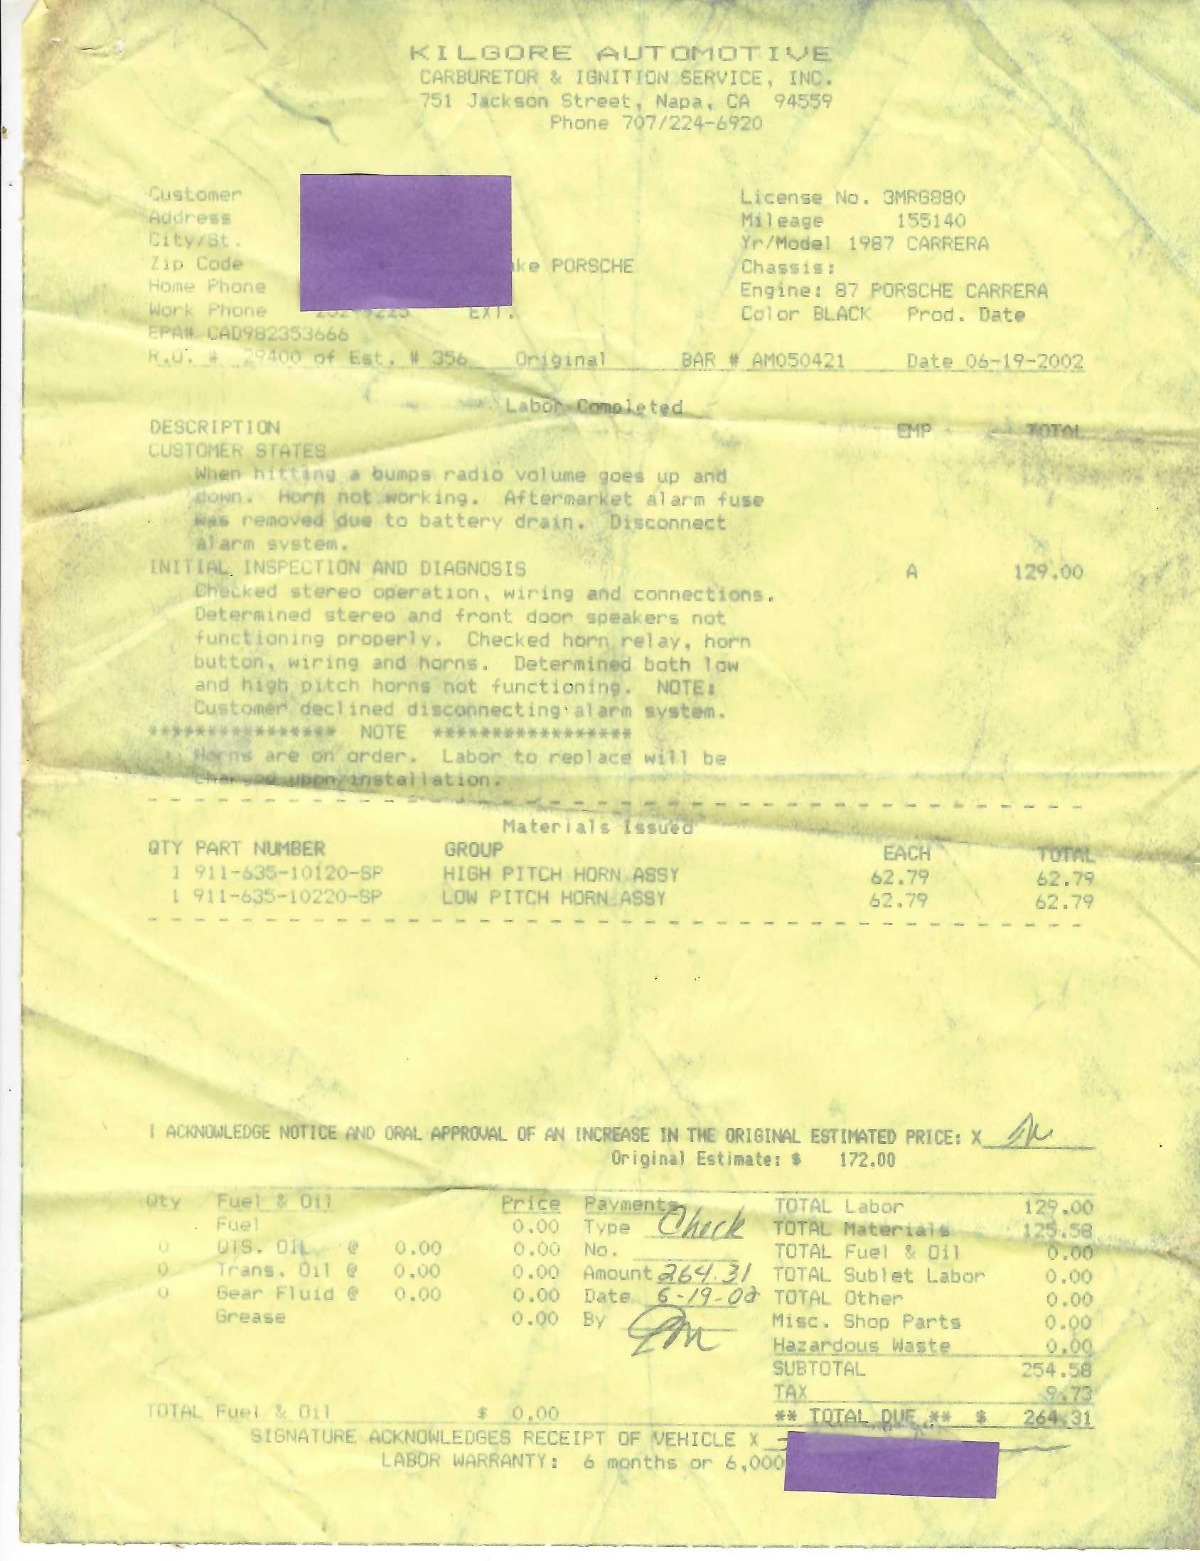 KILGORE AUTOMOTIVE
CARBURETOR & IGNITION SERVICE, INC.
751 Jackson Street, Napa, CA 94559
Phone 707/224-6920
Customer License No. 3MRG880
Address Mileage 155140
City/St. Yr/Model 1987 CARRERA
Zip Code ke PORSCHE Chassis:
Home Phone Engine: 87 PORSCHE CARRERA
Work Phone EXT. Color BLACK Prod. Date
EPA# CAD982353666
R.O. # 29400 of Est. # 356 Original BAR # AM050421 Date 06-19-2002
Labor Completed
DESCRIPTION EMP TOTAL
CUSTOMER STATES
When hitting a bumps radio volume goes up and
down. Horn not working. Aftermarket alarm fuse
was removed due to battery drain. Disconnect
alarm system.
INITIAL INSPECTION AND DIAGNOSIS A 129.00
Checked stereo operation, wiring and connections.
Determined stereo and front door speakers not
functioning properly. Checked horn relay, horn
button, wiring and horns. Determined both low
and high pitch horns not functioning. NOTE:
Customer declined disconnecting alarm system.
**************** NOTE *****************
Horns are on order. Labor to replace will be
charged upon installation.
Materials Issued
QTY PART NUMBER GROUP EACH TOTAL
1 911-635-10120-SP HIGH PITCH HORN ASSY 62.79 62.79
1 911-635-10220-SP LOW PITCH HORN ASSY 62.79 62.79
I ACKNOWLEDGE NOTICE AND ORAL APPROVAL OF AN INCREASE IN THE ORIGINAL ESTIMATED PRICE: X
Original Estimate: $ 172.00
Qty Fuel & Oil Price Payments TOTAL Labor 129.00
Fuel 0.00 Type Check TOTAL Materials 125.58
0 QTS. OIL @ 0.00 0.00 No. TOTAL Fuel & Oil 0.00
0 Trans. Oil @ 0.00 0.00 Amount 264.31 TOTAL Sublet Labor 0.00
0 Gear Fluid @ 0.00 0.00 Date 6-19-02 TOTAL Other 0.00
Grease 0.00 By Misc. Shop Parts 0.00
Hazardous Waste 0.00
SUBTOTAL 254.58
TAX 9.73
TOTAL Fuel & Oil $ 0.00 ** TOTAL DUE ** $ 264.31
SIGNATURE ACKNOWLEDGES RECEIPT OF VEHICLE X
LABOR WARRANTY: 6 months or 6,000